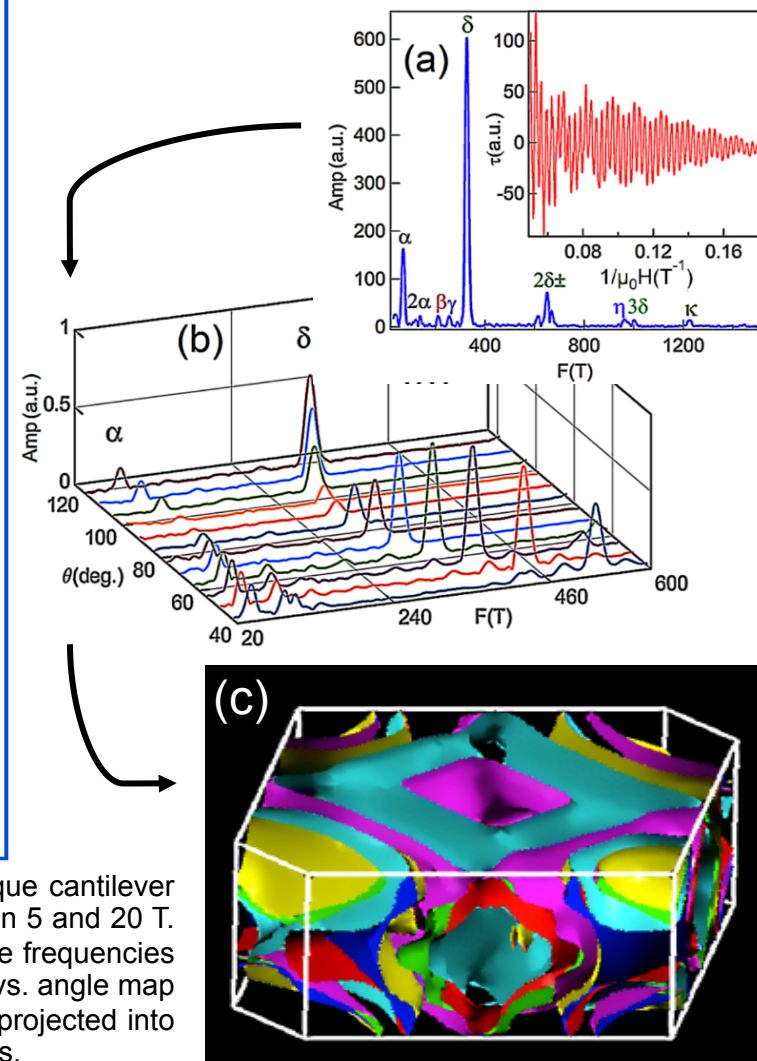 (a)
δ
600
500
400
300
200
100
0
Amp (a.u.)
α
2α
βγ
2δ±
η 3δ
κ
400
800
1200
F(T)
100
50
0
-50
τ(a.u.)
0.08
0.12
0.16
1/μ₀H(T⁻¹)
(b)
δ
α
1
0.5
0
Amp (a.u.)
120
100
80
60
40
θ(deg.)
20
240
460
600
F(T)
(c)
que cantilever
n 5 and 20 T.
e frequencies
vs. angle map
projected into
s.